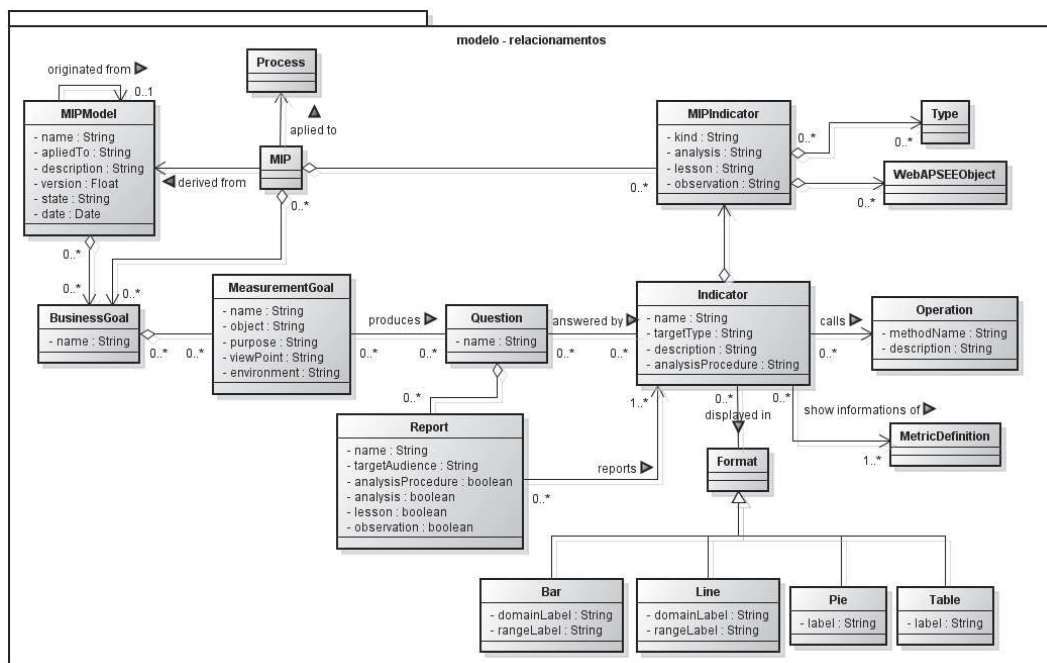 modelo - relacionamentos
originated from
0..1
MIPModel
- name : String
- apliedTo : String
- description : String
- version : Float
- state : String
- date : Date
0..*
0..*
Process
aplied to
MIP
derived from
0..*
0..*
0..*
MIPIndicator
- kind : String
- analysis : String
- lesson : String
- observation : String
0..*
0..*
Type
WebAPSEEObject
0..*
BusinessGoal
- name : String
0..*
0..*
MeasurementGoal
- name : String
- object : String
- purpose : String
- viewPoint : String
- environment : String
produces
0..*
0..*
Question
- name : String
answered by
0..*
0..*
Indicator
- name : String
- targetType : String
- description : String
- analysisProcedure : String
calls
0..*
Operation
- methodName : String
- description : String
0..*
Report
- name : String
- targetAudience : String
- analysisProcedure : boolean
- analysis : boolean
- lesson : boolean
- observation : boolean
1..*
reports
0..*
0..*
displayed in
0..*
show informations of
1..*
MetricDefinition
Format
Bar
- domainLabel : String
- rangeLabel : String
Line
- domainLabel : String
- rangeLabel : String
Pie
- label : String
Table
- label : String